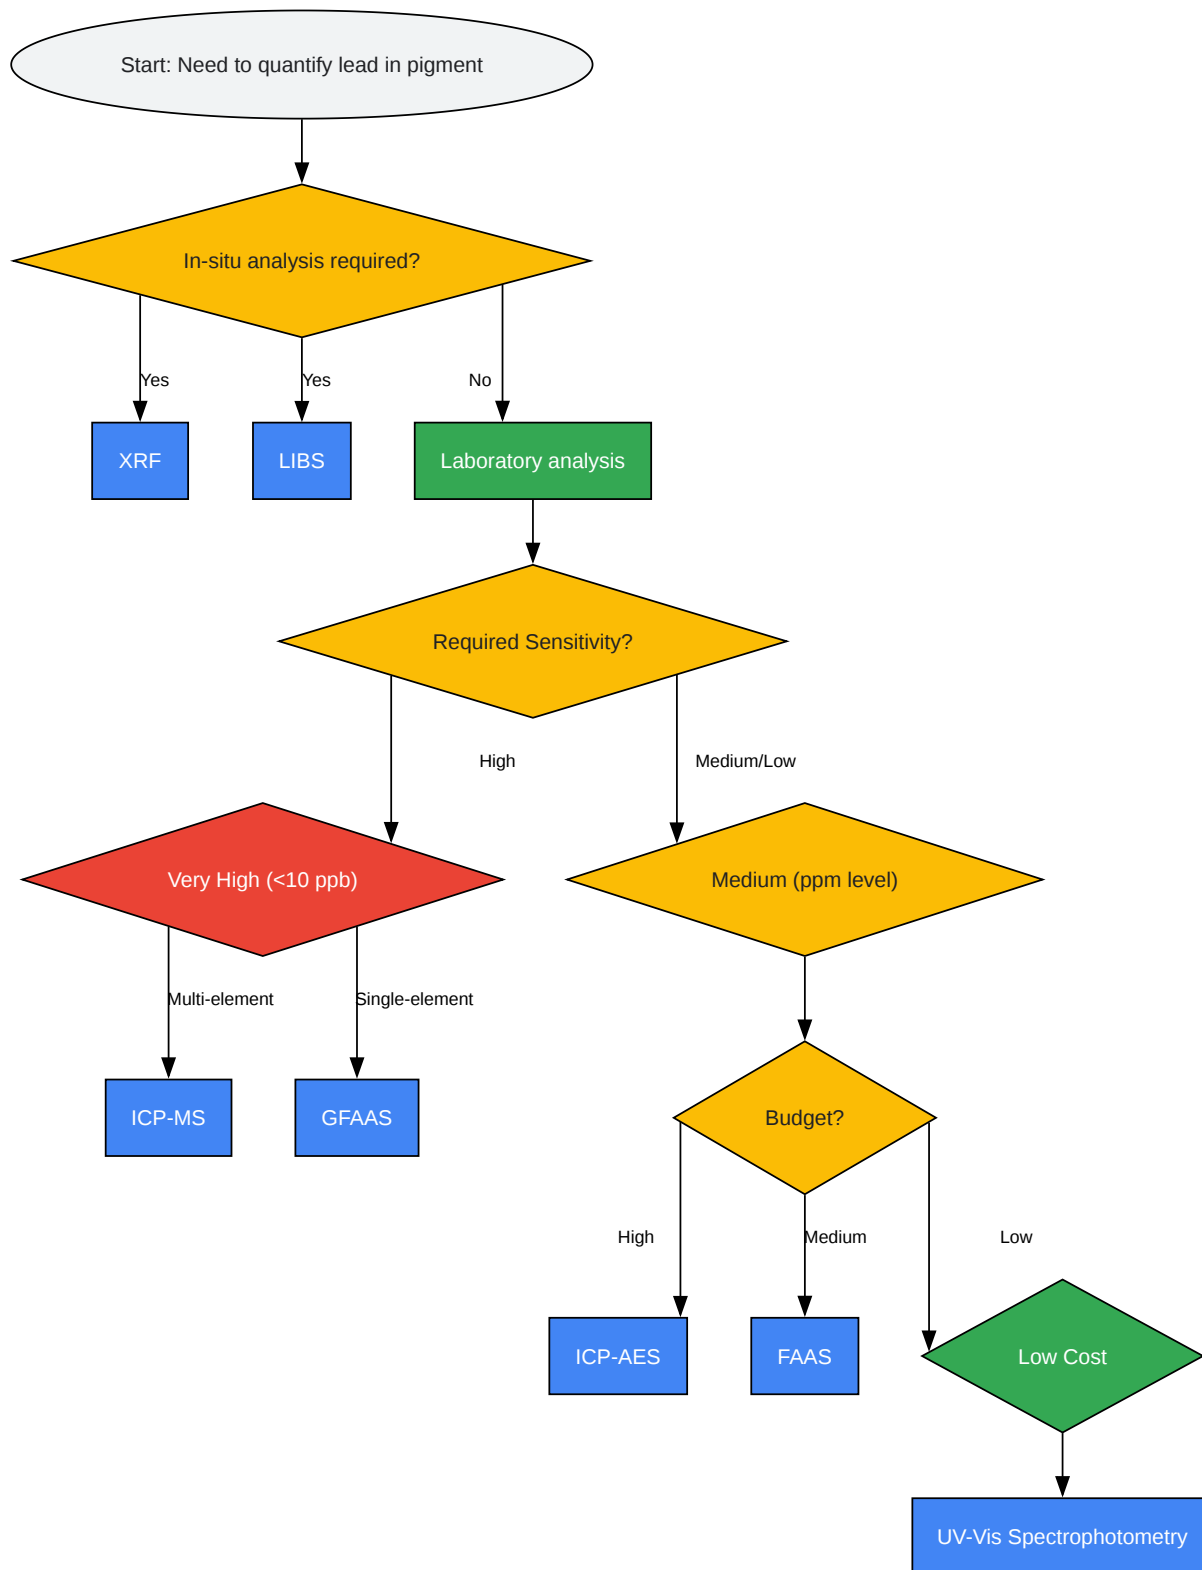 Start: Need to quantify lead in pigment
In-situ analysis required?
Yes
Yes
No
XRF
LIBS
Laboratory analysis
Required Sensitivity?
High
Medium/Low
Very High (<10 ppb)
Medium (ppm level)
Multi-element
Single-element
ICP-MS
GFAAS
Budget?
High
Medium
Low
ICP-AES
FAAS
Low Cost
UV-Vis Spectrophotometry